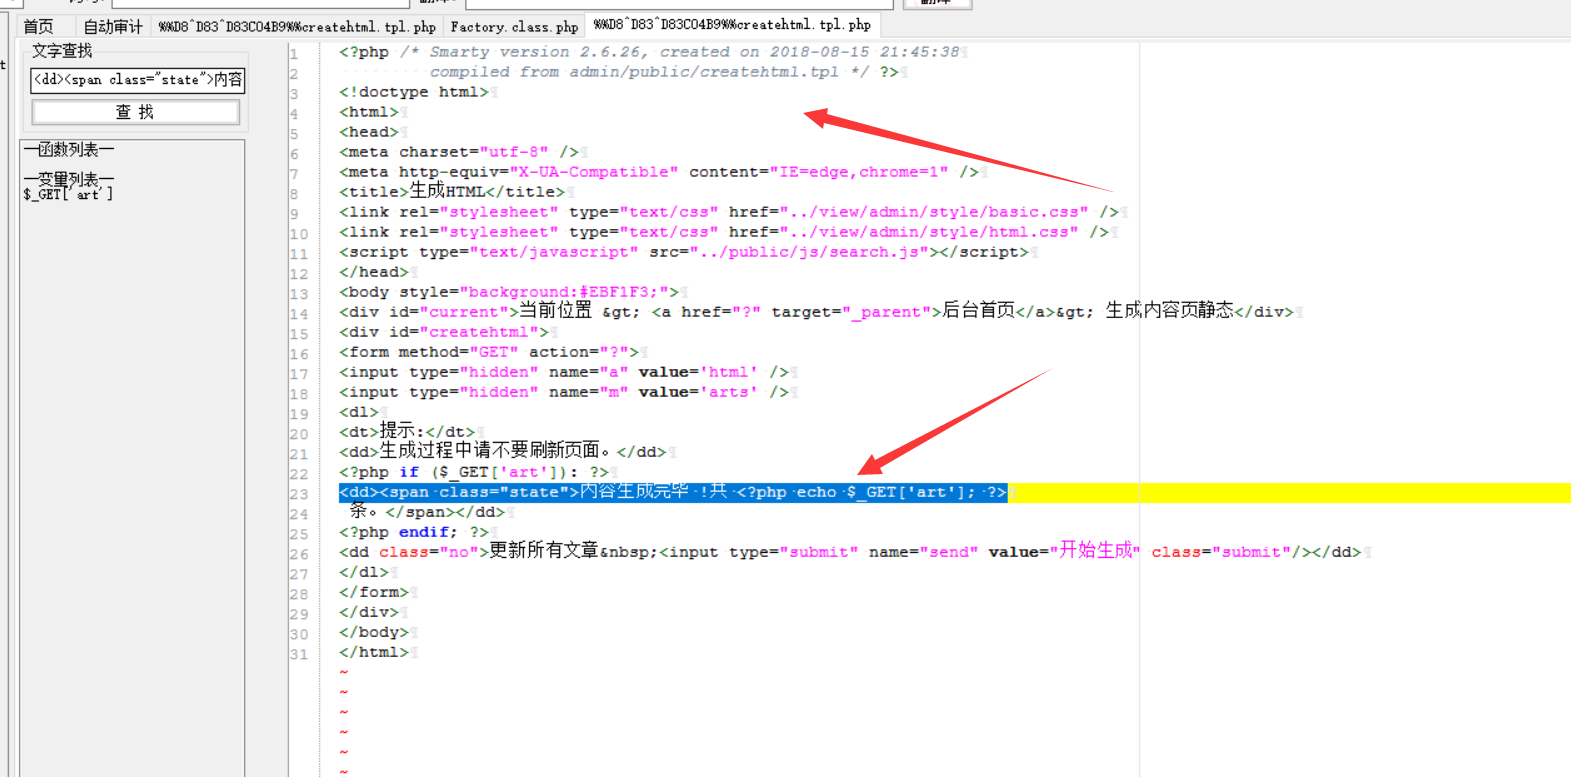 首页 自动审计 %%D8^D83^D83C04B9%%createhtml.tpl.php Factory.class.php %%D8^D83^D83C04B9%%createhtml.tpl.php
文字查找
<dd><span class="state">内容
查 找
—函数列表—
—变量列表—
$_GET['art']
1 <?php /* Smarty version 2.6.26, created on 2018-08-15 21:45:38
2 compiled from admin/public/createhtml.tpl */ ?>
3 <!doctype html>
4 <html>
5 <head>
6 <meta charset="utf-8" />
7 <meta http-equiv="X-UA-Compatible" content="IE=edge,chrome=1" />
8 <title>生成HTML</title>
9 <link rel="stylesheet" type="text/css" href="../view/admin/style/basic.css" />
10 <link rel="stylesheet" type="text/css" href="../view/admin/style/html.css" />
11 <script type="text/javascript" src="../public/js/search.js"></script>
12 </head>
13 <body style="background:#EBF1F3;">
14 <div id="current">当前位置 &gt; <a href="?" target="_parent">后台首页</a>&gt; 生成内容页静态</div>
15 <div id="createhtml">
16 <form method="GET" action="?">
17 <input type="hidden" name="a" value='html' />
18 <input type="hidden" name="m" value='arts' />
19 <dl>
20 <dt>提示:</dt>
21 <dd>生成过程中请不要刷新页面。</dd>
22 <?php if ($_GET['art']): ?>
23 <dd><span class="state">内容生成完毕 !共 <?php echo $_GET['art']; ?>
24 条。</span></dd>
25 <?php endif; ?>
26 <dd class="no">更新所有文章&nbsp;<input type="submit" name="send" value="开始生成" class="submit"/></dd>
27 </dl>
28 </form>
29 </div>
30 </body>
31 </html>
~
~
~
~
~
~